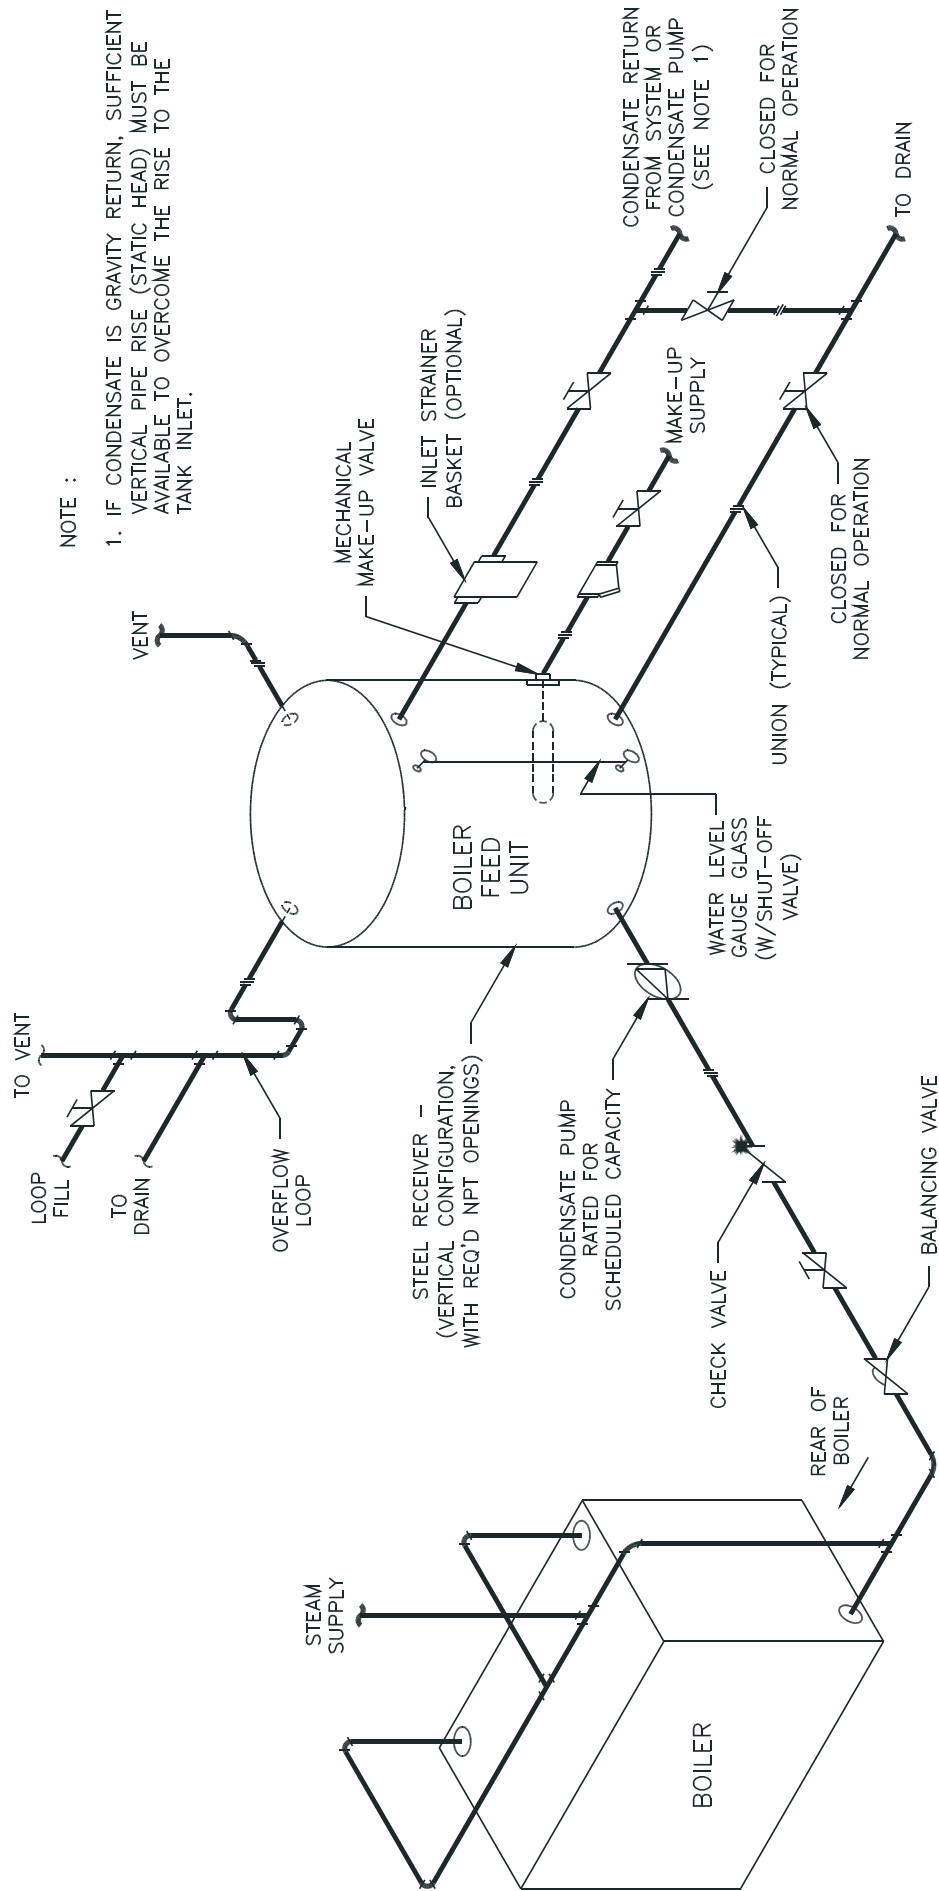 NOTE :
1. IF CONDENSATE IS GRAVITY RETURN, SUFFICIENT
VERTICAL PIPE RISE (STATIC HEAD) MUST BE
AVAILABLE TO OVERCOME THE RISE TO THE
TANK INLET.
STEAM
SUPPLY
BOILER
REAR OF
BOILER
LOOP
FILL
TO VENT
TO
DRAIN
OVERFLOW
LOOP
VENT
STEEL RECEIVER -
(VERTICAL CONFIGURATION,
WITH REQ'D NPT OPENINGS)
CONDENSATE PUMP
RATED FOR
SCHEDULED CAPACITY
CHECK VALVE
BALANCING VALVE
BOILER
FEED
UNIT
WATER LEVEL
GAUGE GLASS
(W/SHUT-OFF
VALVE)
MECHANICAL
MAKE-UP VALVE
INLET STRAINER
BASKET (OPTIONAL)
MAKE-UP
SUPPLY
UNION (TYPICAL)
CLOSED FOR
NORMAL OPERATION
CONDENSATE RETURN
FROM SYSTEM OR
CONDENSATE PUMP
(SEE NOTE 1)
CLOSED FOR
NORMAL OPERATION
TO DRAIN